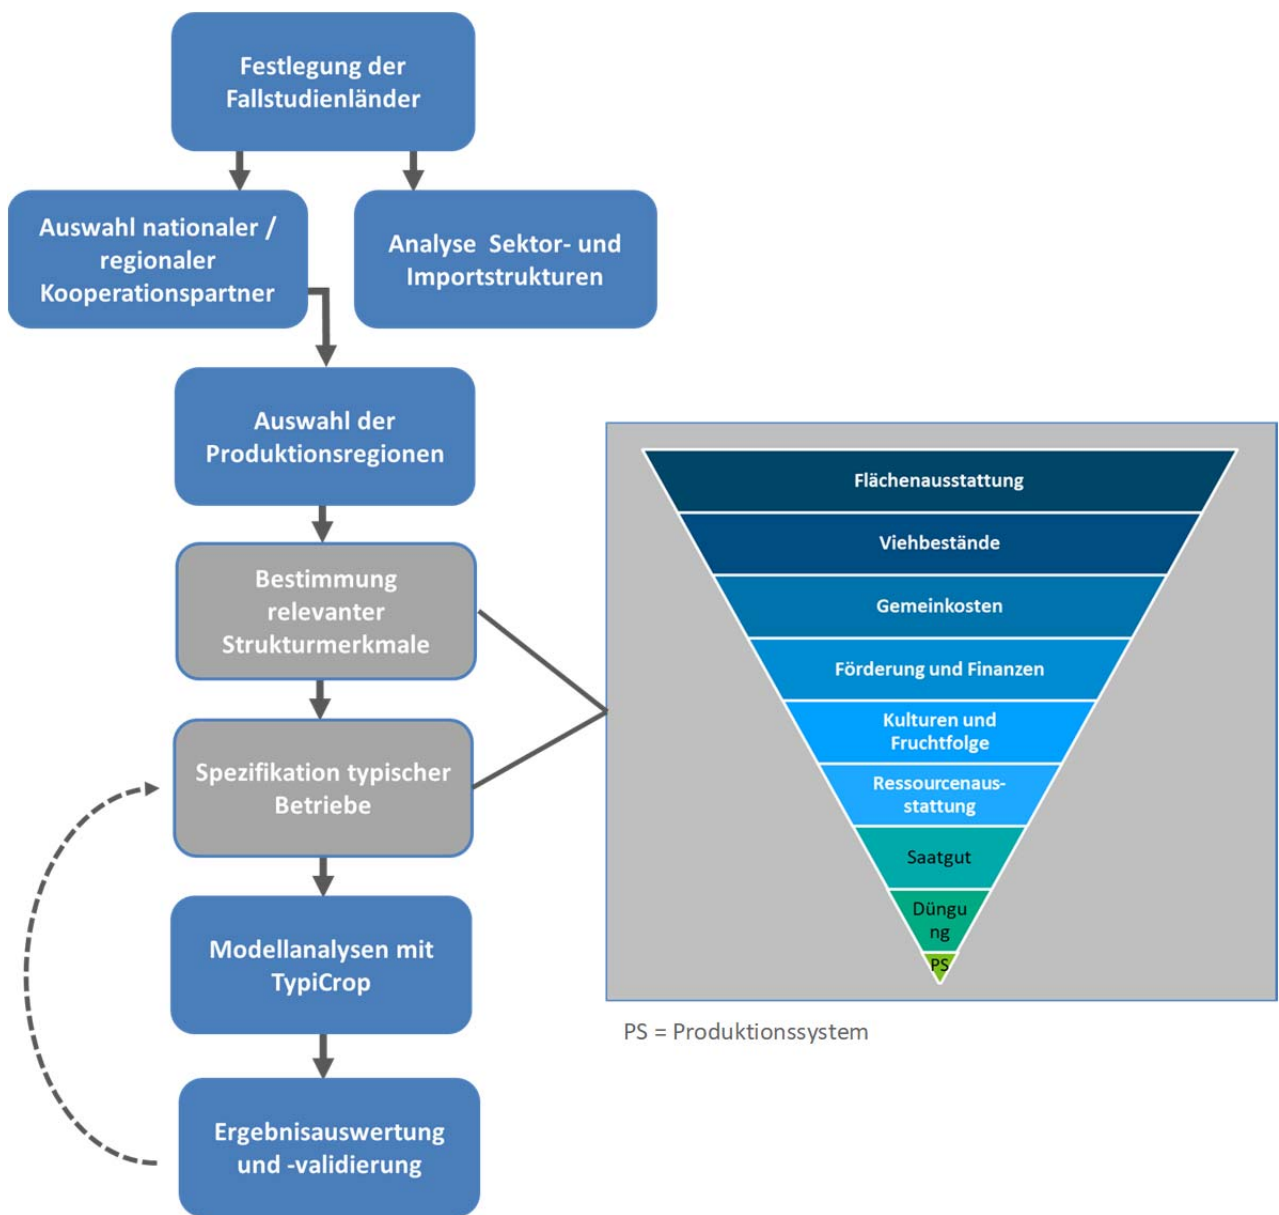 Festlegung der
Fallstudienländer
Auswahl nationaler /
regionaler
Kooperationspartner
Analyse Sektor- und
Importstrukturen
Auswahl der
Produktionsregionen
Bestimmung
relevanter
Strukturmerkmale
Spezifikation typischer
Betriebe
Modellanalysen mit
TypiCrop
Ergebnisauswertung
und -validierung
Flächenausstattung
Viehbestände
Gemeinkosten
Förderung und Finanzen
Kulturen und
Fruchtfolge
Ressourcenaus-
stattung
Saatgut
Düngu
ng
PS
PS = Produktionssystem